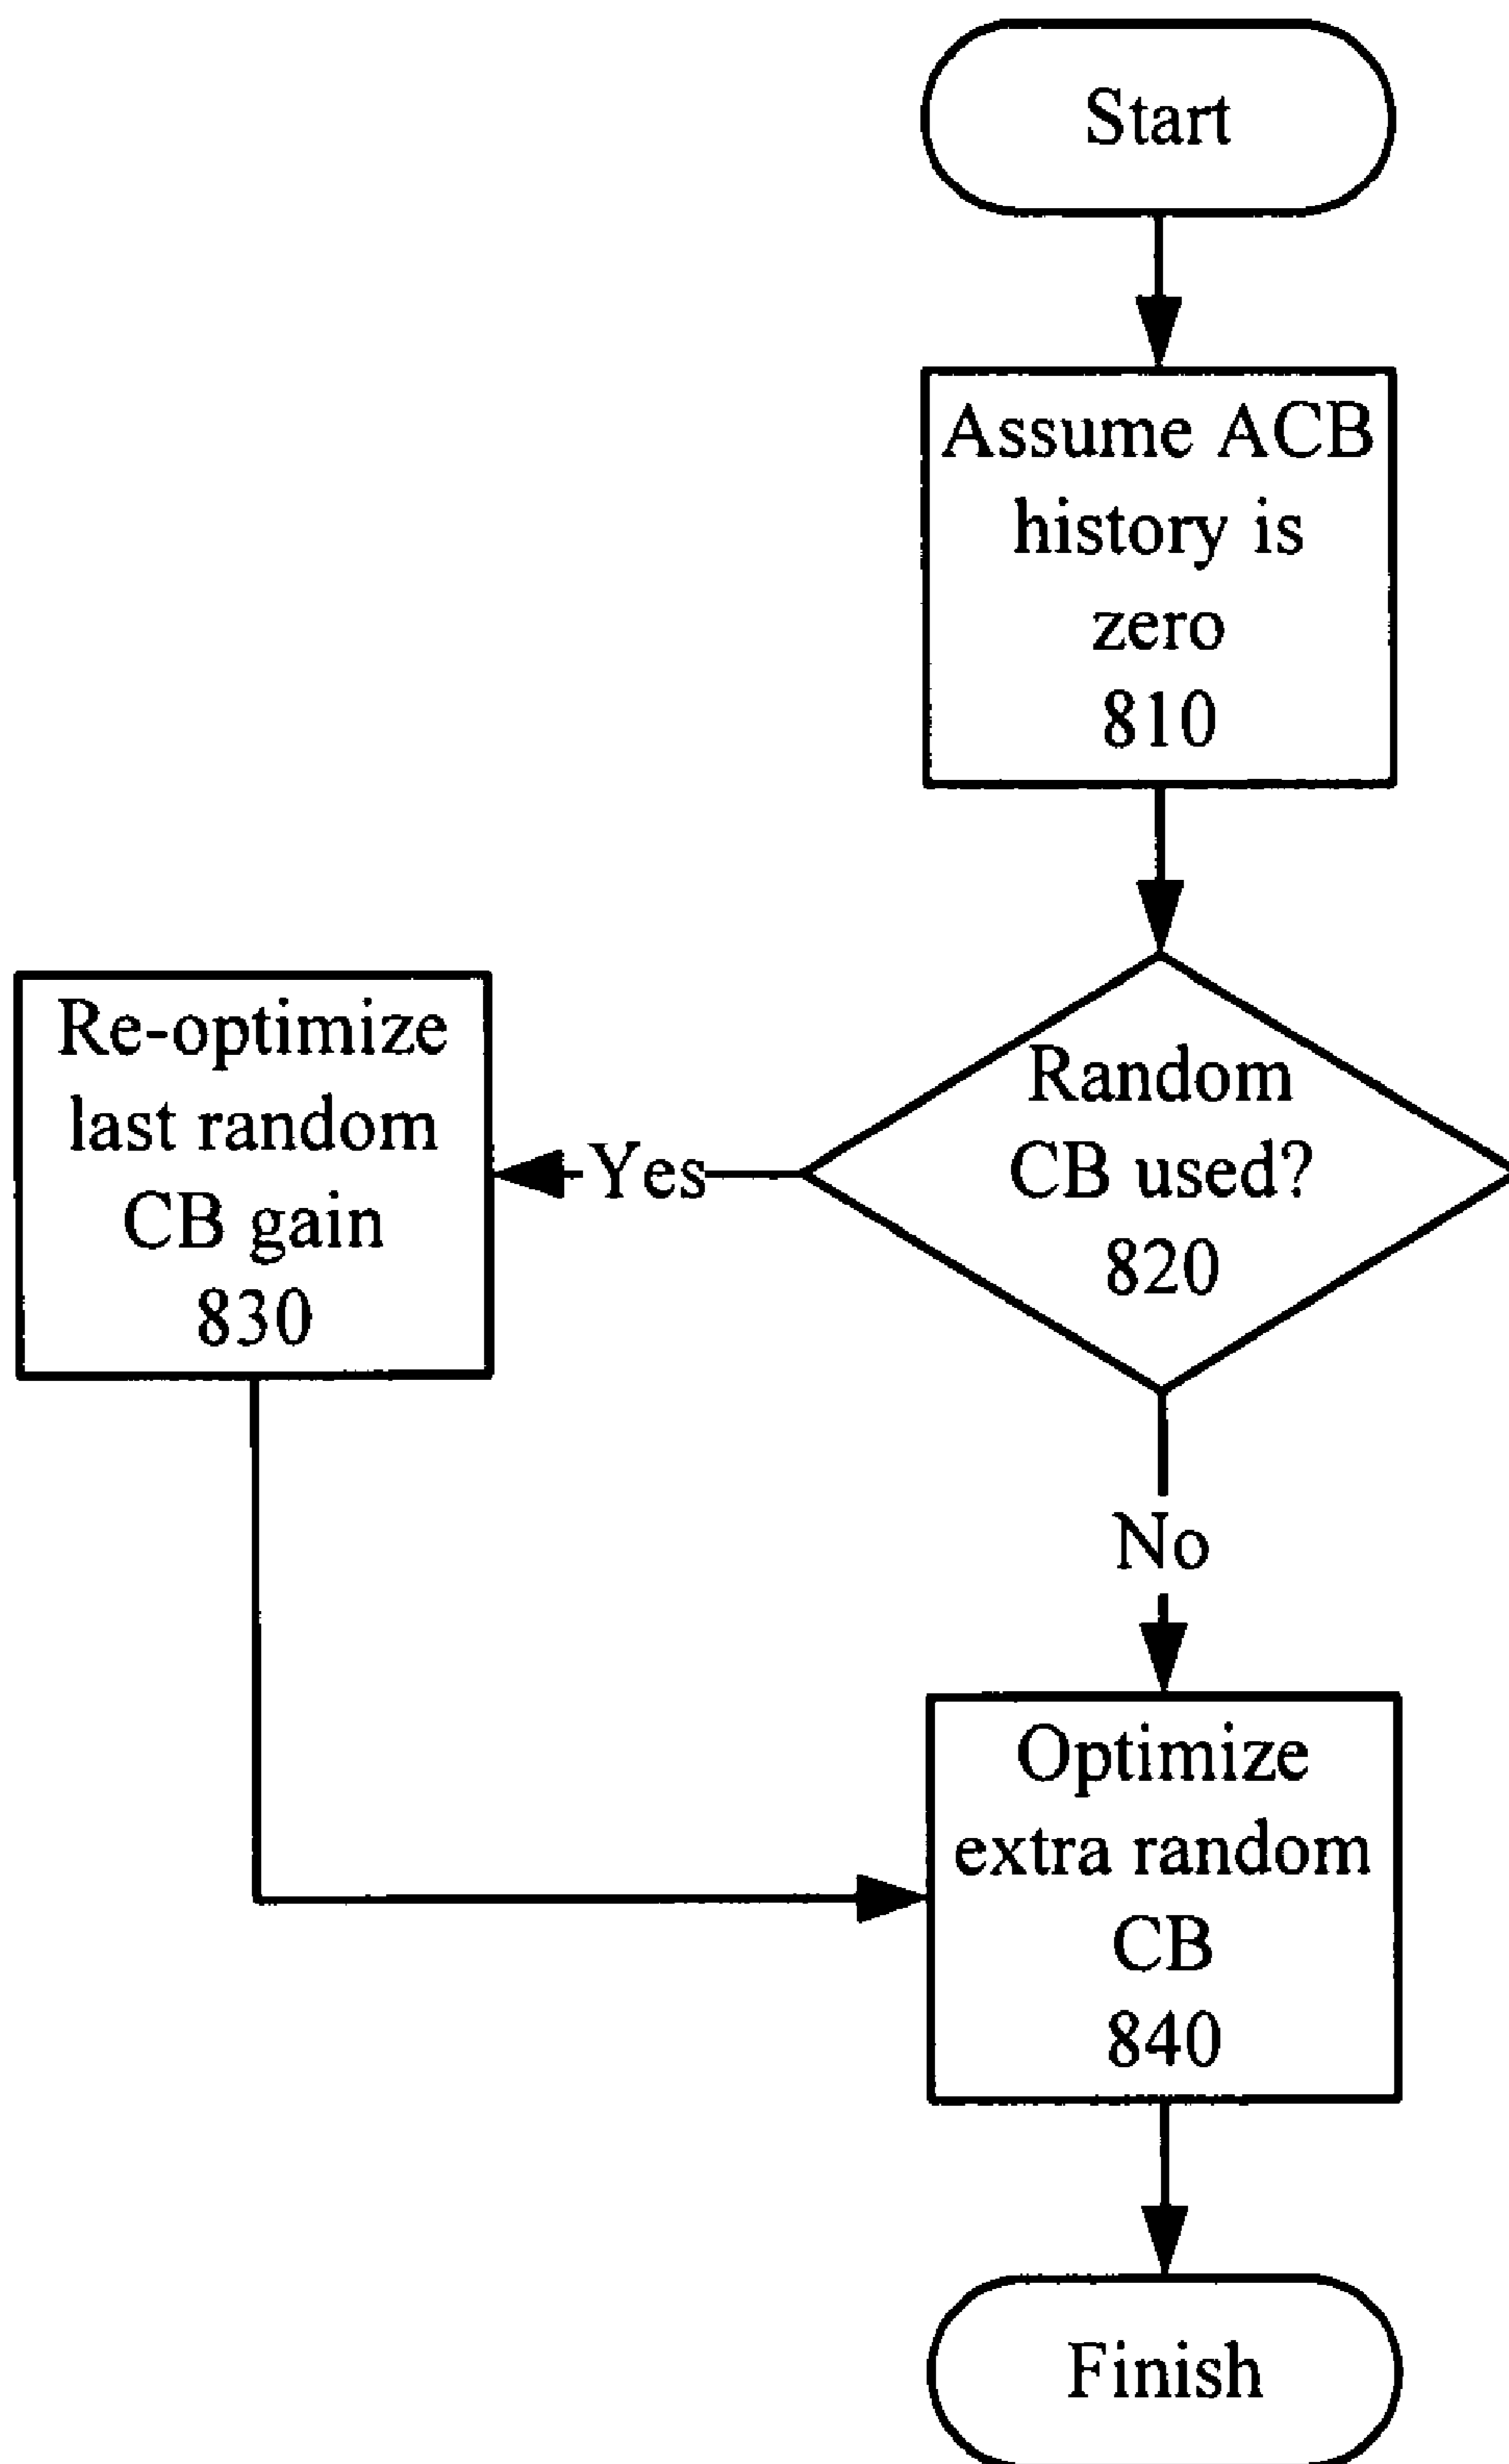 Start
Assume ACB
history is
zero
810
Random
CB used?
820
Yes
Re-optimize
last random
CB gain
830
No
Optimize
extra random
CB
840
Finish